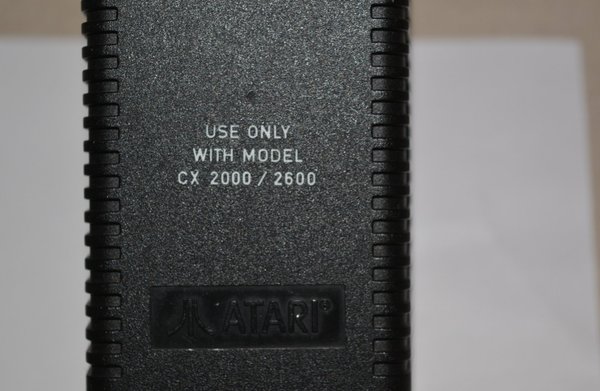 USE ONLY
WITH MODEL
CX 2000 / 2600
ATARI®